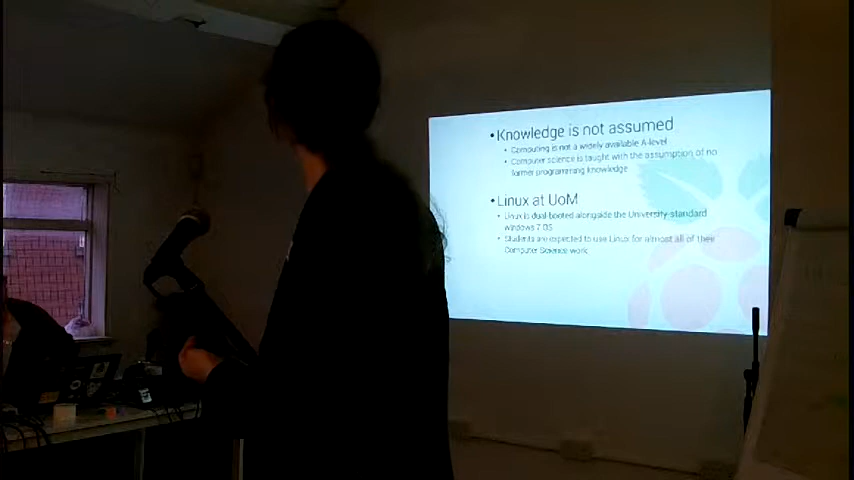 •Knowledge is not assumed
• Computing is not a widely available A-level
• Computer science is taught with the assumption of no
former programming knowledge
•Linux at UoM
• Linux is dual-booted alongside the University-standard
windows 7 OS
• Students are expected to use Linux for almost all of their
Computer Science work